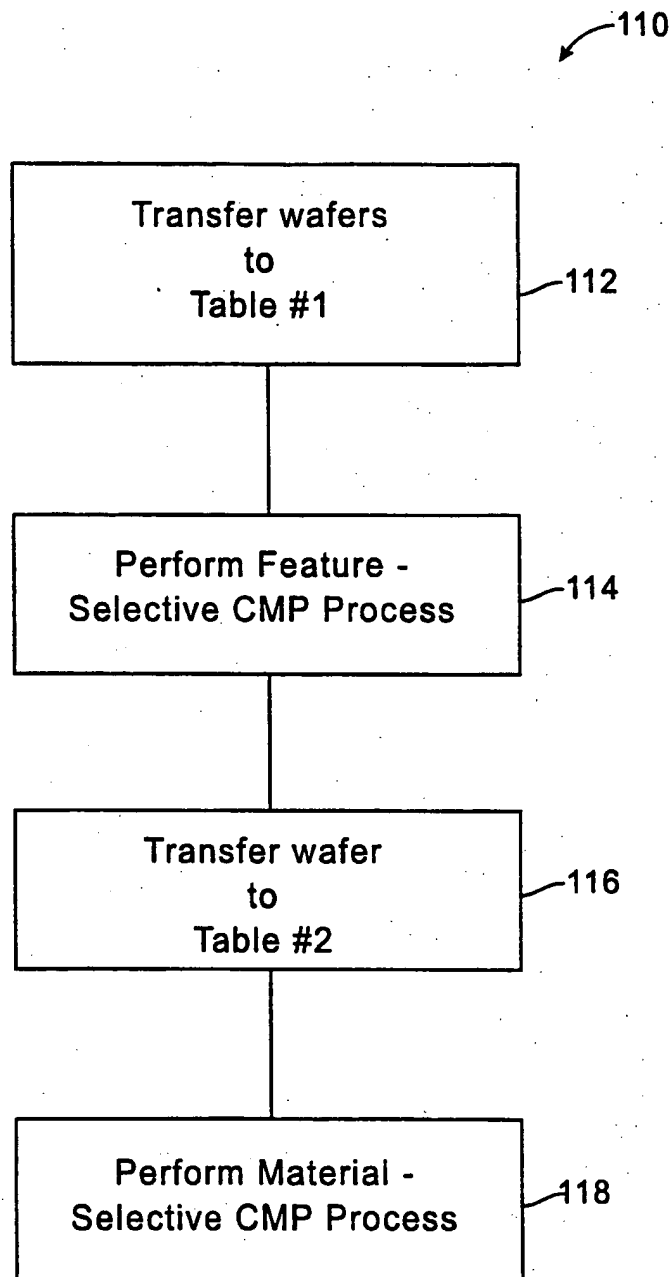 110
Transfer wafers
to
Table #1
112
Perform Feature -
Selective CMP Process
114
Transfer wafer
to
Table #2
116
Perform Material -
Selective CMP Process
118